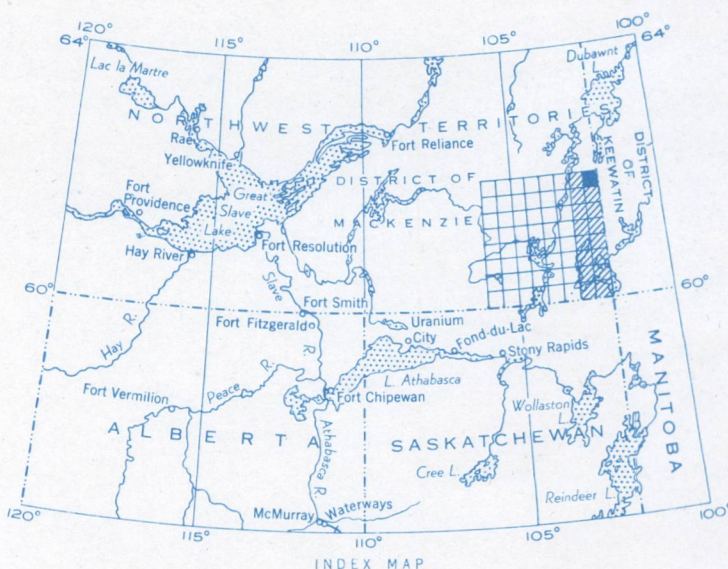 120°
115°
110°
105°
100°
64°
64°
Lac la Martre
Dubawnt
L.
NORTHWEST TERRITORIES
Rae
Yellowknife
Fort Reliance
DISTRICT OF
MACKENZIE
DISTRICT
OF
KEEWATIN
Fort
Providence
Great
Slave
Lake
Hay River
Fort Resolution
Slave
R.
60°
60°
Fort Smith
Fort Fitzgerald
Uranium
City
Fond-du-Lac
Stony Rapids
Hay
R.
L. Athabasca
Fort Vermilion
Peace
R.
Fort Chipewan
Wollaston
L.
MANITOBA
ALBERTA
SASKATCHEWAN
Athabasca R.
Cree L.
Reindeer L.
McMurray
Waterways
120°
115°
110°
105°
100°
INDEX MAP